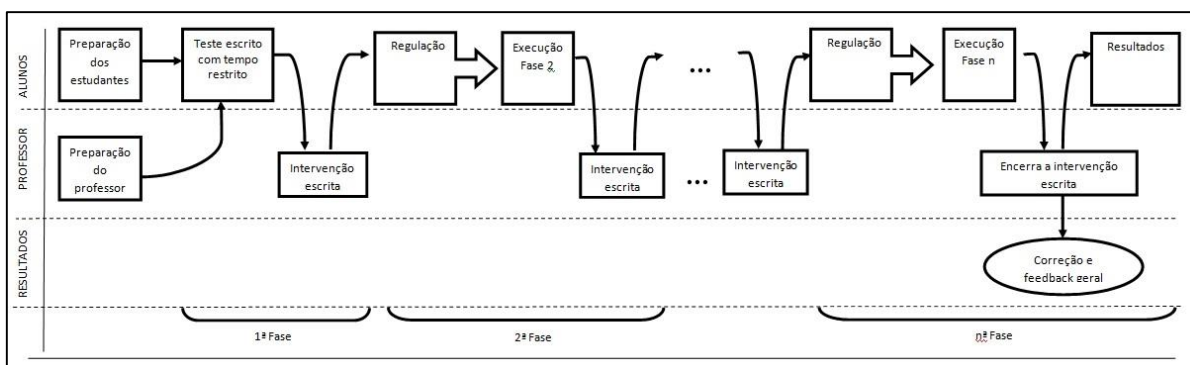 ALUNOS
Preparação
dos
estudantes
Teste escrito
com tempo
restrito
Regulação
Execução
Fase 2
...
Regulação
Execução
Fase n
Resultados
PROFESSOR
Preparação
do
professor
Intervenção
escrita
Intervenção
escrita
...
Intervenção
escrita
Encerra a intervenção
escrita
RESULTADOS
Correção e
feedback geral
1ª Fase
2ª Fase
nª Fase